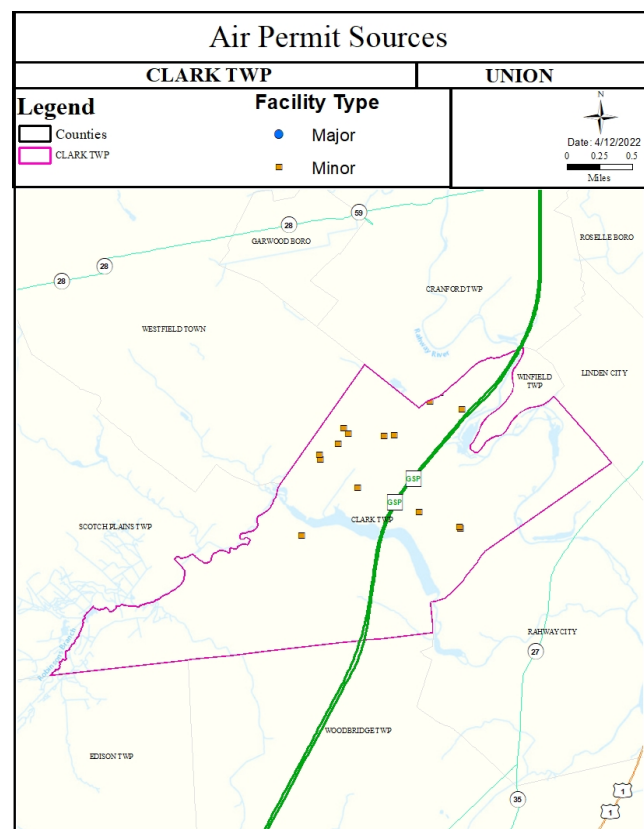 Air Permit Sources
CLARK TWP
UNION
Legend
Counties
CLARK TWP
Facility Type
Major
Minor
N
Date: 4/12/2022
0 0.25 0.5
Miles
59
28
GARWOOD BORO
ROSELLE BORO
28
28
CRANFORD TWP
WESTFIELD TOWN
Rahway River
LINDEN CITY
WINFIELD
TWP
GSP
GSP
CLARK TWP
SCOTCH PLAINS TWP
RAHWAY CITY
27
WOODBRIDGE TWP
EDISON TWP
1
35
1